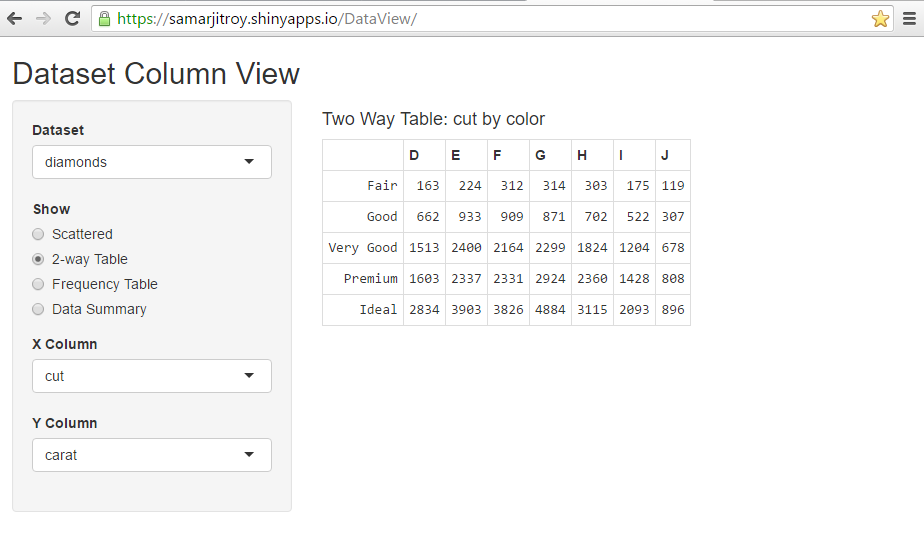 https://samarjitroy.shinyapps.io/DataView/
Dataset Column View
Dataset
diamonds
Show
Scattered
2-way Table
Frequency Table
Data Summary
X Column
cut
Y Column
carat
Two Way Table: cut by color
D E F G H I J
Fair 163 224 312 314 303 175 119
Good 662 933 909 871 702 522 307
Very Good 1513 2400 2164 2299 1824 1204 678
Premium 1603 2337 2331 2924 2360 1428 808
Ideal 2834 3903 3826 4884 3115 2093 896